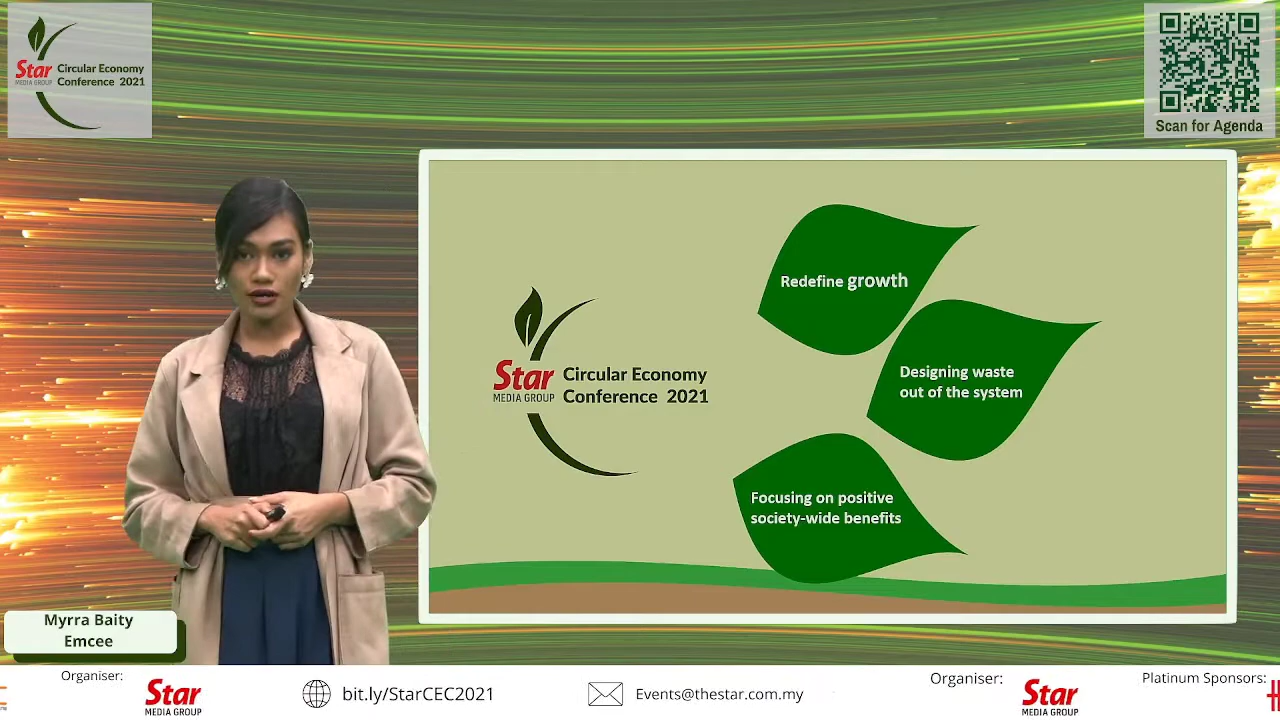 Star
MEDIA GROUP
Circular Economy
Conference 2021
Scan for Agenda
Redefine growth
Designing waste
out of the system
Star
MEDIA GROUP
Circular Economy
Conference 2021
Focusing on positive
society-wide benefits
Myrra Baity
Emcee
Organiser:
Star
MEDIA GROUP
bit.ly/StarCEC2021
Events@thestar.com.my
Organiser:
Star
MEDIA GROUP
Platinum Sponsors: